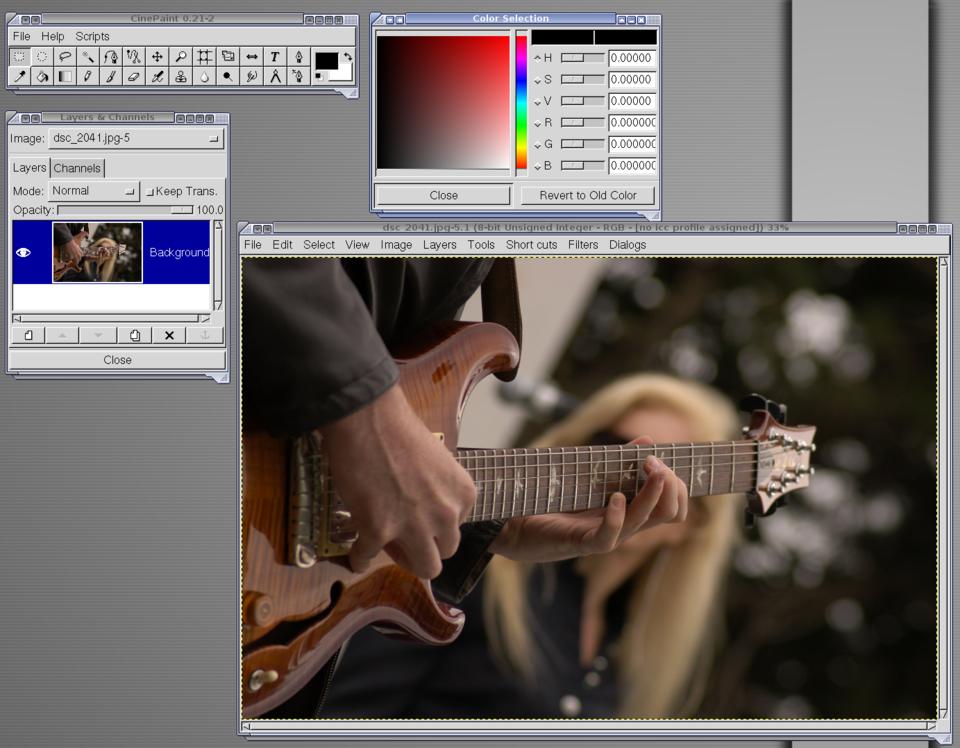 CinePaint 0.21-2
File Help Scripts
T
Color Selection
H 0.00000
S 0.00000
V 0.00000
R 0.00000
G 0.00000
B 0.00000
Close Revert to Old Color
Layers & Channels
Image: dsc_2041.jpg-5
Layers Channels
Mode: Normal Keep Trans.
Opacity: 100.0
Background
Close
dsc_2041.jpg-5.1 (8-bit Unsigned Integer - RGB - [no icc profile assigned]) 33%
File Edit Select View Image Layers Tools Short cuts Filters Dialogs